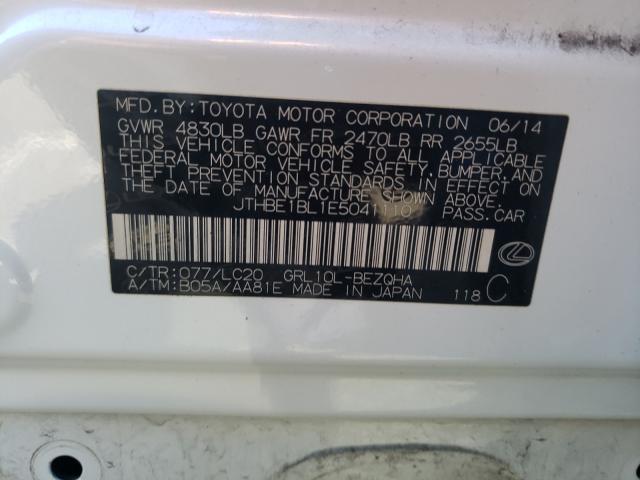 MFD. BY: TOYOTA MOTOR CORPORATION 06/14
GVWR 4830LB GAWR FR 2470LB RR 2655LB
THIS VEHICLE CONFORMS TO ALL APPLICABLE
FEDERAL MOTOR VEHICLE SAFETY, BUMPER, AND
THEFT PREVENTION STANDARDS IN EFFECT ON
THE DATE OF MANUFACTURE SHOWN ABOVE.
JTHBE1BL1E5041110 PASS. CAR
C/TR: 077/LC20 GRL10L-BEZQHA
A/TM: B05A/AA81E MADE IN JAPAN 118 C